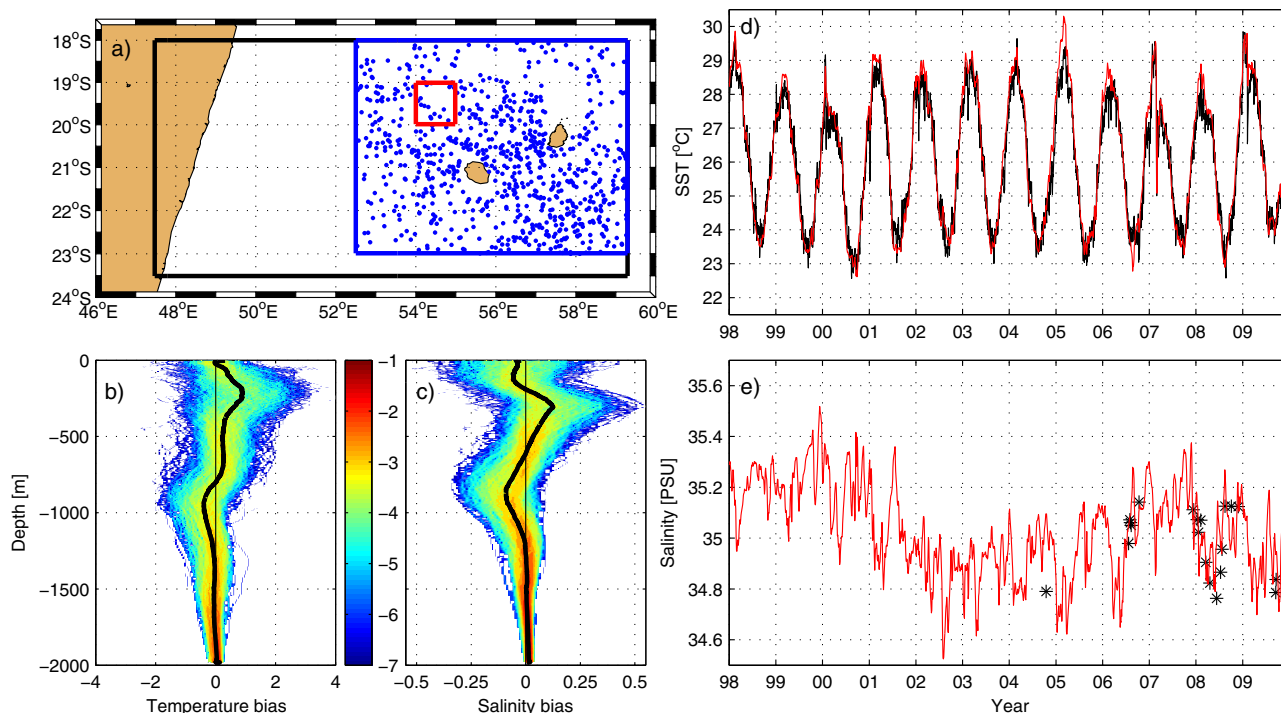 a)
18°S
19°S
20°S
21°S
22°S
23°S
24°S
46°E 48°E 50°E 52°E 54°E 56°E 58°E 60°E
b)
0
−500
−1000
−1500
−2000
Depth [m]
−4 −2 0 2 4
Temperature bias
−1
−2
−3
−4
−5
−6
−7
c)
−0.5 −0.25 0 0.25 0.5
Salinity bias
d)
30
29
28
27
26
25
24
23
22
SST [°C]
98 99 00 01 02 03 04 05 06 07 08 09
e)
35.6
35.4
35.2
35
34.8
34.6
Salinity [PSU]
98 99 00 01 02 03 04 05 06 07 08 09
Year